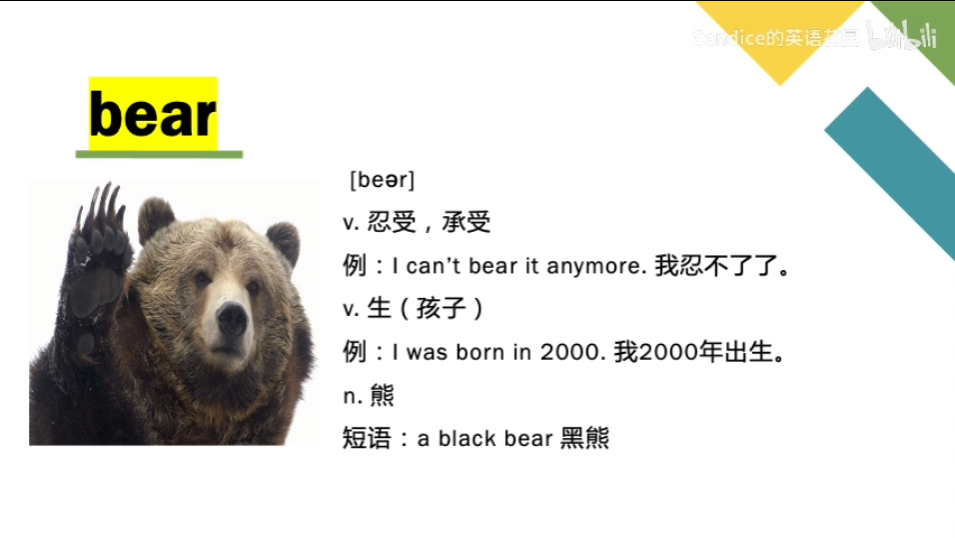 Candice的英语花园 bilibili
bear
[beər]
v. 忍受，承受
例：I can't bear it anymore. 我忍不了了。
v. 生（孩子）
例：I was born in 2000. 我2000年出生。
n. 熊
短语：a black bear 黑熊